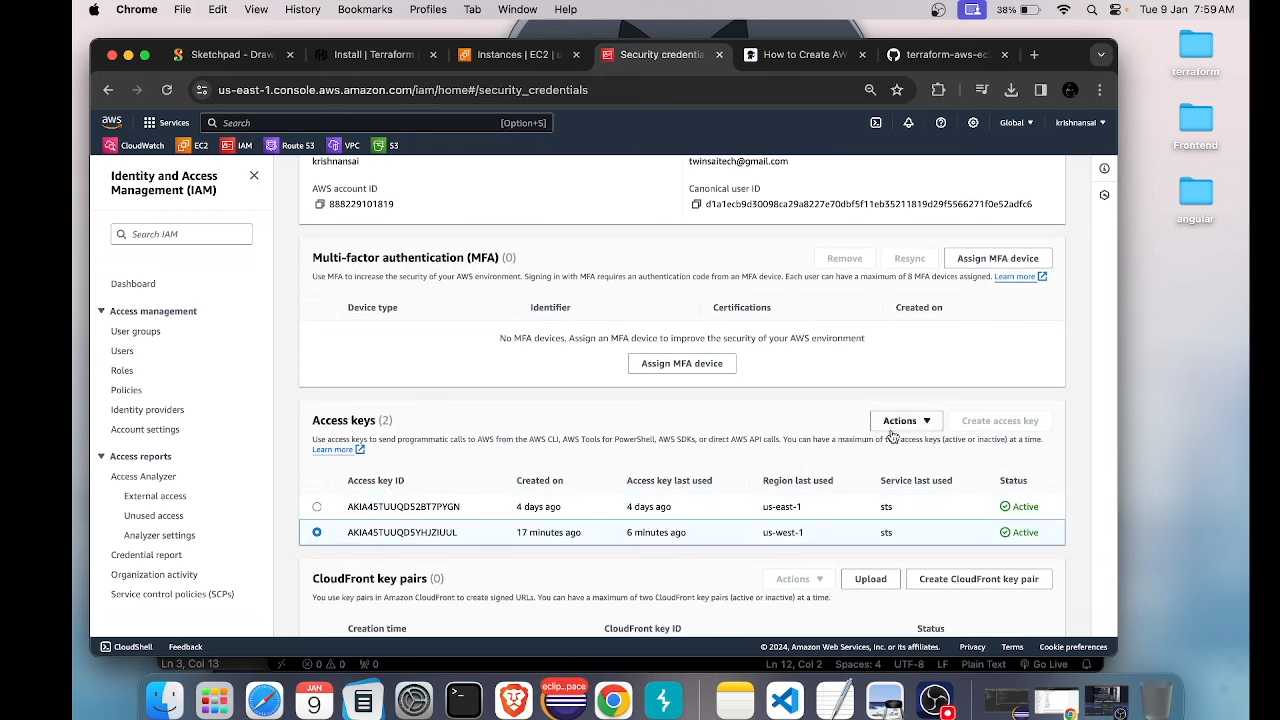 Chrome File Edit View History Bookmarks Profiles Tab Window Help
38% Tue 9 Jan 7:59 AM
Sketchpad - Draw
Install | Terraform
Instances | EC2 | u
Security credentia
How to Create AW
terraform-aws-ec
us-east-1.console.aws.amazon.com/iam/home#/security_credentials
aws
Services
Search
[Option+S]
Global
krishnansai
CloudWatch EC2 IAM Route 53 VPC S3
Identity and Access
Management (IAM)
Search IAM
Dashboard
Access management
User groups
Users
Roles
Policies
Identity providers
Account settings
Access reports
Access Analyzer
External access
Unused access
Analyzer settings
Credential report
Organization activity
Service control policies (SCPs)
krishnansai
twinsaitech@gmail.com
AWS account ID
888229101819
Canonical user ID
d1a1ecb9d30098ca29a8227e70dbf5f11eb35211819d29f5566271f0e52adfc6
Multi-factor authentication (MFA) (0)
Remove Resync Assign MFA device
Use MFA to increase the security of your AWS environment. Signing in with MFA requires an authentication code from an MFA device. Each user can have a maximum of 8 MFA devices assigned. Learn more
Device type Identifier Certifications Created on
No MFA devices. Assign an MFA device to improve the security of your AWS environment
Assign MFA device
Access keys (2)
Actions Create access key
Use access keys to send programmatic calls to AWS from the AWS CLI, AWS Tools for PowerShell, AWS SDKs, or direct AWS API calls. You can have a maximum of access keys (active or inactive) at a time.
Learn more
Access key ID Created on Access key last used Region last used Service last used Status
AKIA45TUUQD52BT7PYGN 4 days ago 4 days ago us-east-1 sts Active
AKIA45TUUQD5YHJZIUUL 17 minutes ago 6 minutes ago us-west-1 sts Active
CloudFront key pairs (0)
Actions Upload Create CloudFront key pair
You use key pairs in Amazon CloudFront to create signed URLs. You can have a maximum of two CloudFront key pairs (active or inactive) at a time.
Creation time CloudFront key ID Status
CloudShell Feedback
© 2024, Amazon Web Services, Inc. or its affiliates. Privacy Terms Cookie preferences
Ln 3, Col 13
0 0 0
Ln 12, Col 2 Spaces: 4 UTF-8 LF Plain Text Go Live
JAN
9
eclip...pace
terraform
Frontend
angular